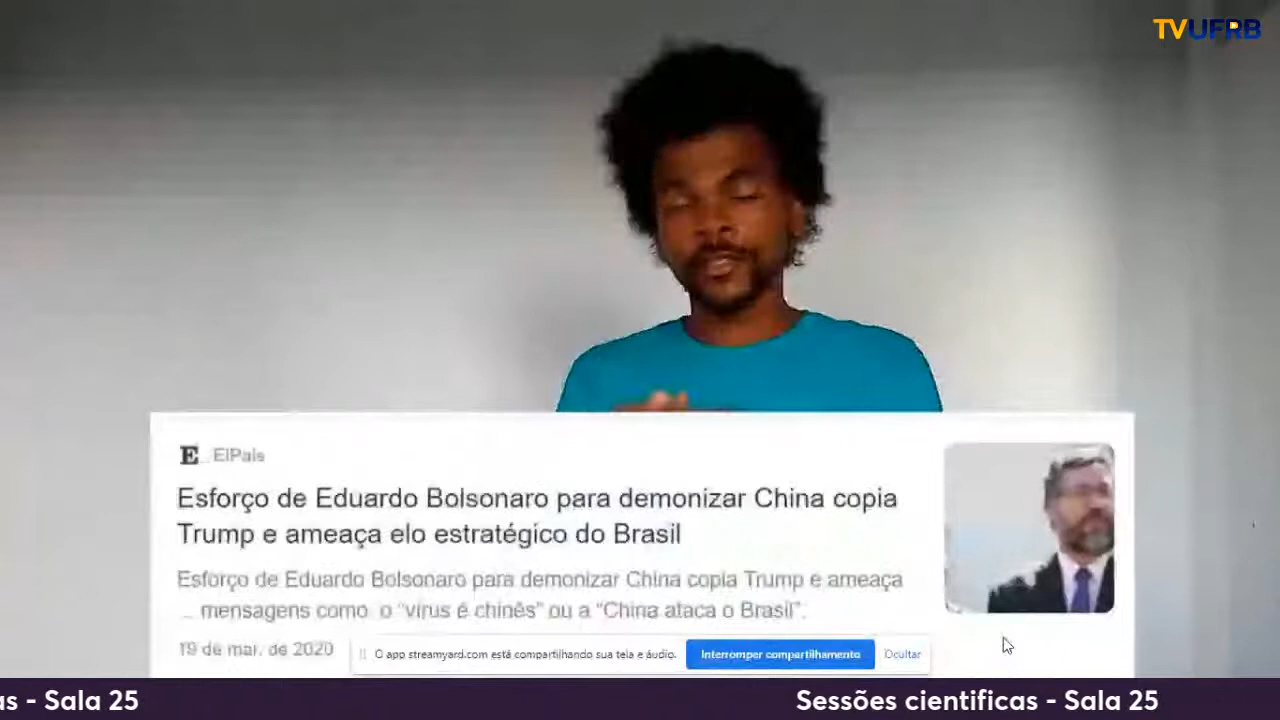 TVUFRB
E ElPais
Esforço de Eduardo Bolsonaro para demonizar China copia
Trump e ameaça elo estratégico do Brasil
Esforço de Eduardo Bolsonaro para demonizar China copia Trump e ameaça
... mensagens como o “vírus é chinês” ou a “China ataca o Brasil”.
19 de mar. de 2020
O app streamyard.com está compartilhando sua tela e áudio.
Interromper compartilhamento
Ocultar
as - Sala 25
Sessões cientificas - Sala 25